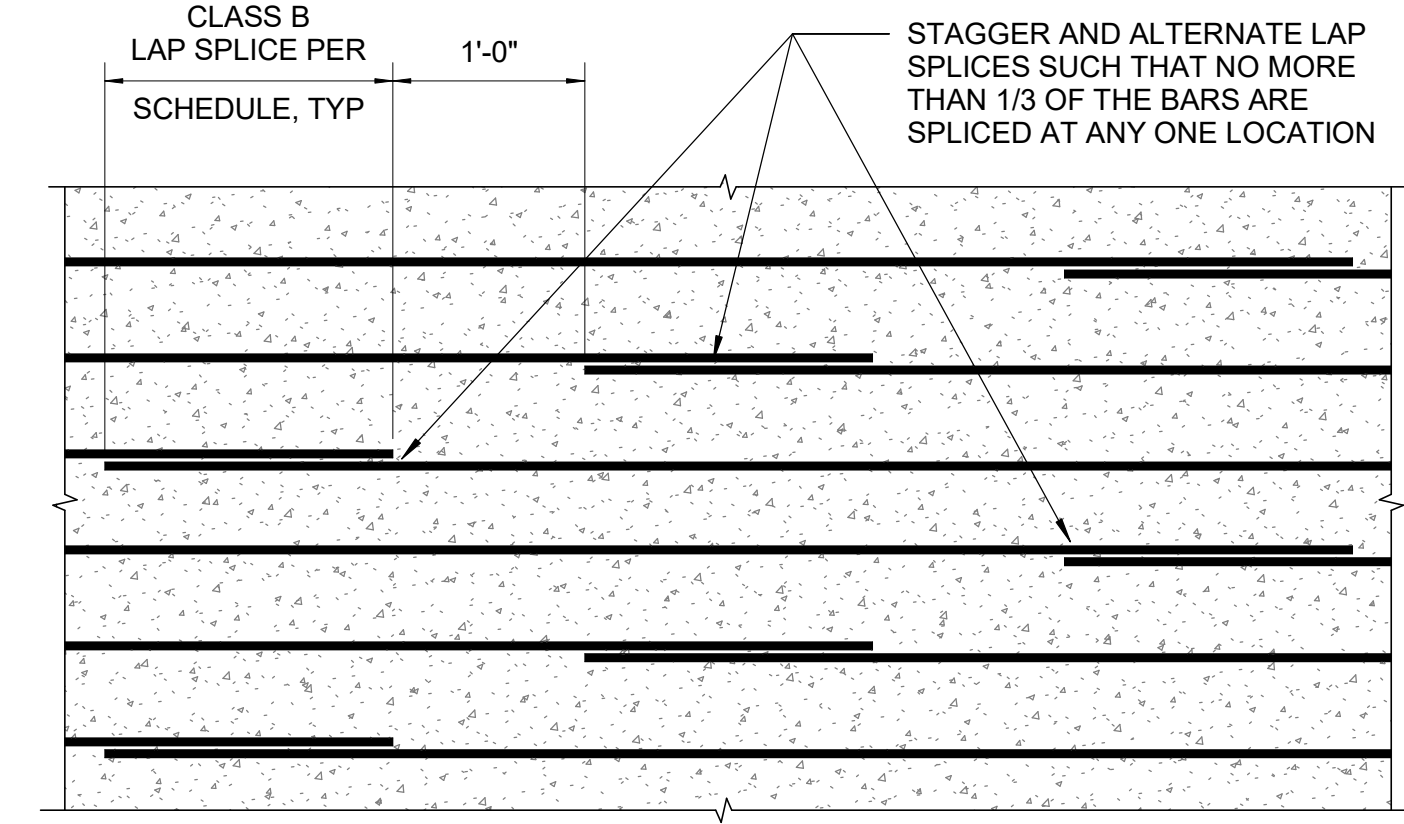 CLASS B
LAP SPLICE PER
SCHEDULE, TYP
1'-0"
STAGGER AND ALTERNATE LAP
SPLICES SUCH THAT NO MORE
THAN 1/3 OF THE BARS ARE
SPLICED AT ANY ONE LOCATION